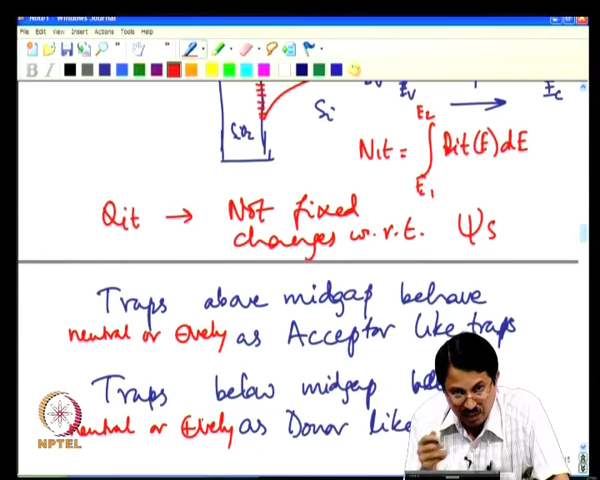 Note1 - Windows Journal
File Edit View Insert Actions Tools Help
B I
Ev Ec
SiO2 Si
E2
Nit = ∫ Dit(E) dE
E1
Qit → Not fixed
changes w.r.t. ψs
Traps above midgap behave
neutral or ⊖vely as Acceptor like traps
Traps below midgap
neutral or ⊕vely as Donor like
NPTEL